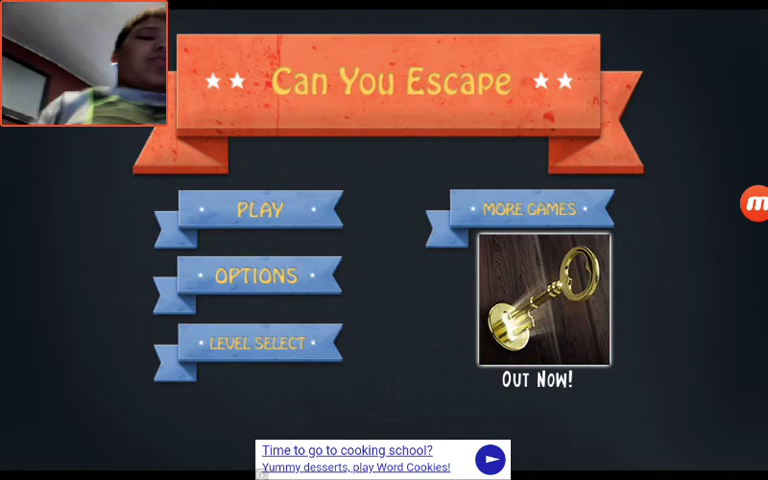 Can You Escape
PLAY
MORE GAMES
OPTIONS
LEVEL SELECT
OUT NOW!
Time to go to cooking school?
Yummy desserts, play Word Cookies!
m